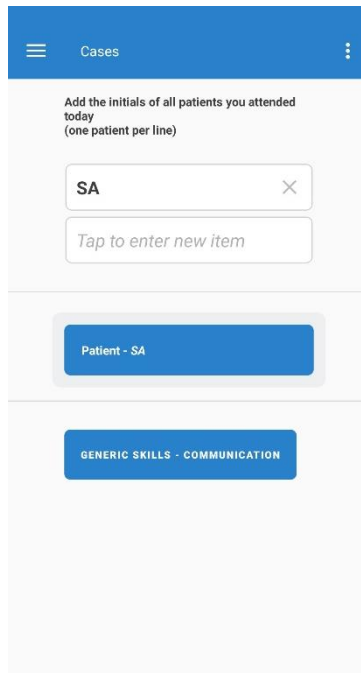 Cases
Add the initials of all patients you attended
today
(one patient per line)
SA
Tap to enter new item
Patient - SA
GENERIC SKILLS - COMMUNICATION